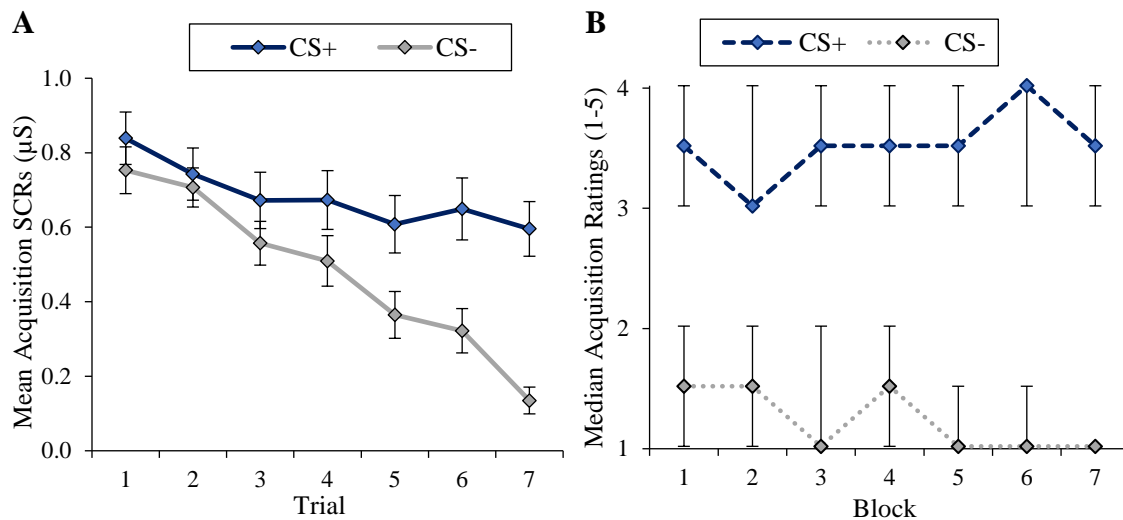 A
CS+ CS-
Mean Acquisition SCRs (µS)
1.0
0.8
0.6
0.4
0.2
0.0
1 2 3 4 5 6 7
Trial
B
CS+ CS-
Median Acquisition Ratings (1-5)
4
3
2
1
1 2 3 4 5 6 7
Block